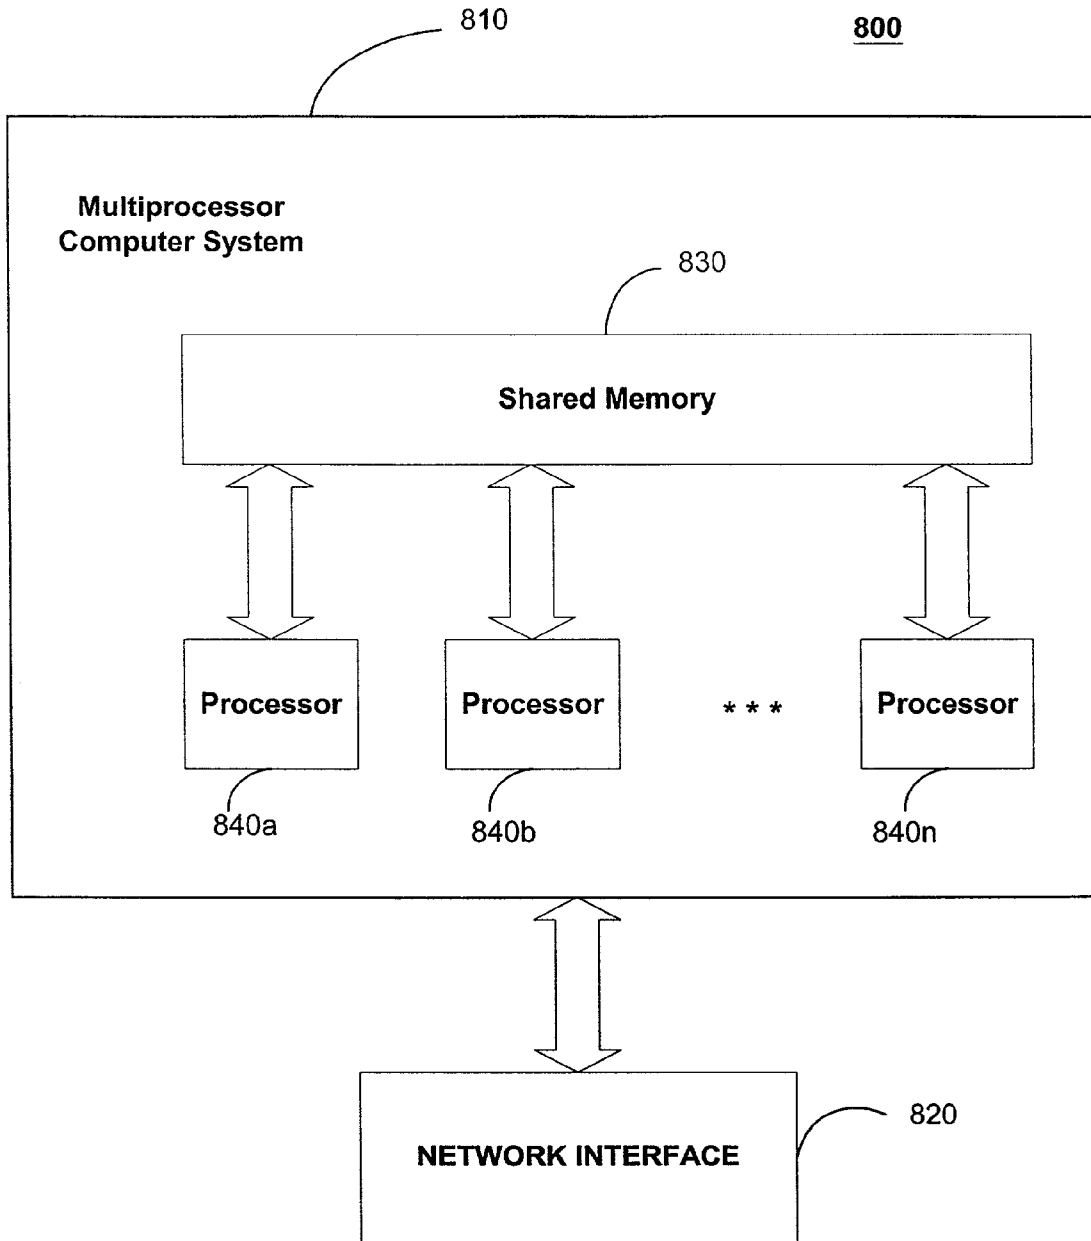 810
800
Multiprocessor
Computer System
830
Shared Memory
Processor
Processor
* * *
Processor
840a
840b
840n
820
NETWORK INTERFACE